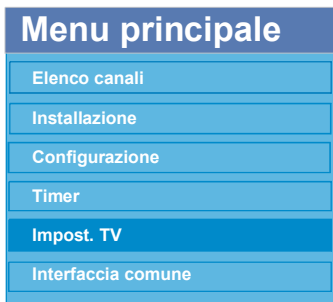 Menu principale
Elenco canali
Installazione
Configurazione
Timer
Impost. TV
Interfaccia comune